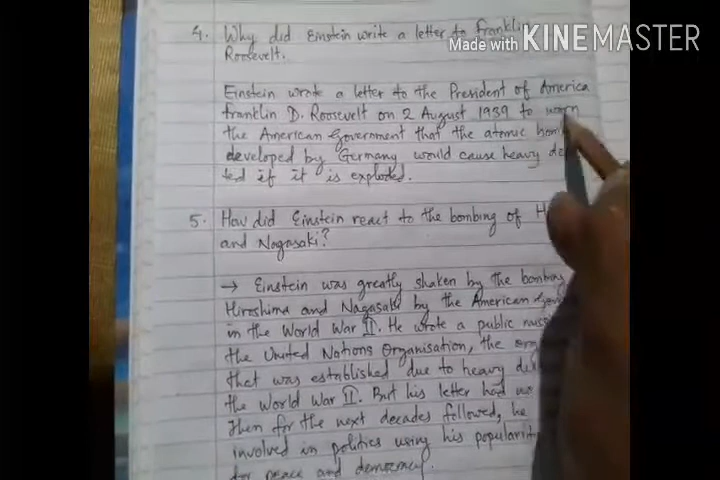 4. Why did Einstein write a letter to franklin
Made with KINEMASTER
Roosevelt.
Einstein wrote a letter to the President of America
franklin D. Roosevelt on 2 August 1939 to warn
the American Government that the atomic bom
developed by Germany would cause heavy
ted if it is exploded.
5. How did Einstein react to the bombing of H
and Nagasaki?
→ Einstein was greatly shaken by the bombing
Hiroshima and Nagasaki by the American
in the World War II. He wrote a public
the United Nations Organisation, the
that was established due to heavy
the World War II. But his letter had
Then for the next decades followed, he
involved in politics using his
for peace and democracy.